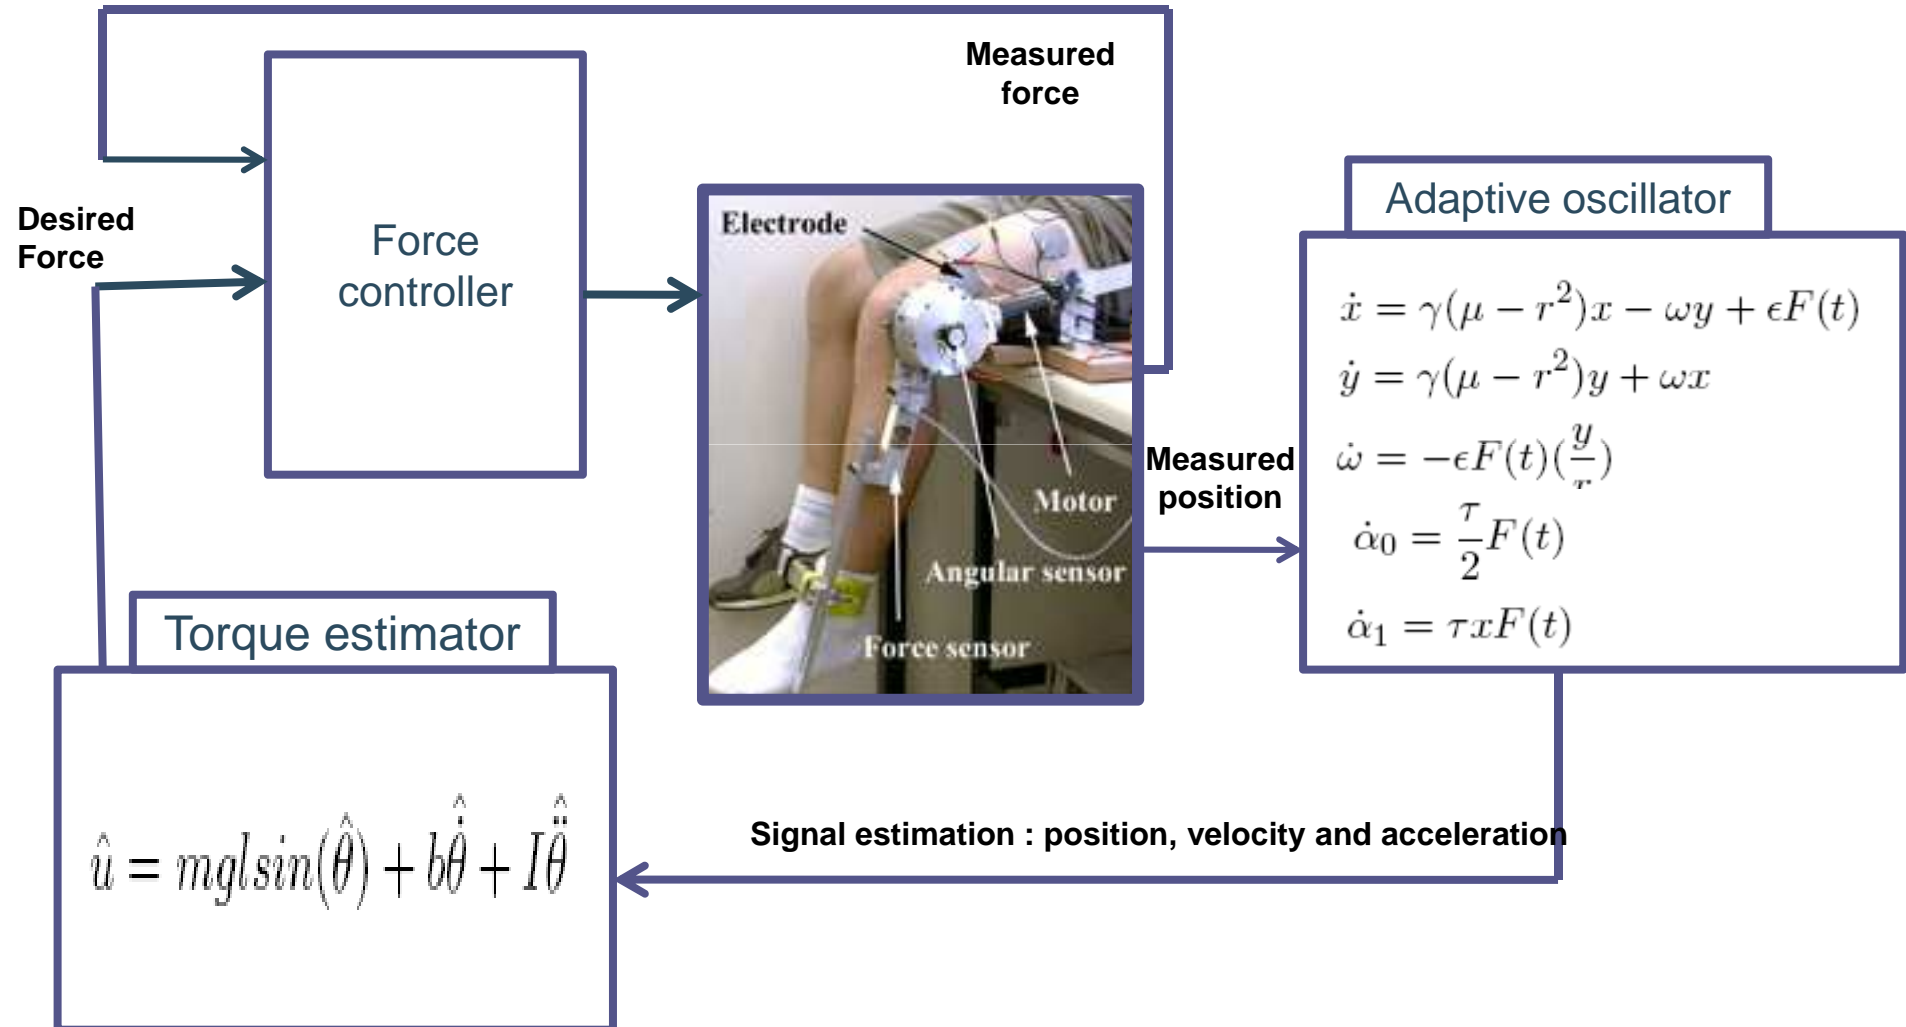 Measured
force
Desired
Force
Force
controller
Electrode
Motor
Angular sensor
Force sensor
Measured
position
Adaptive oscillator
ẋ = γ(μ − r²)x − ωy + ϵF(t)
ẏ = γ(μ − r²)y + ωx
ω̇ = −ϵF(t)(y/r)
α̇₀ = τ/2 F(t)
α̇₁ = τxF(t)
Torque estimator
û = mglsin(θ̂) + bθ̇̂ + Iθ̈̂
Signal estimation : position, velocity and acceleration